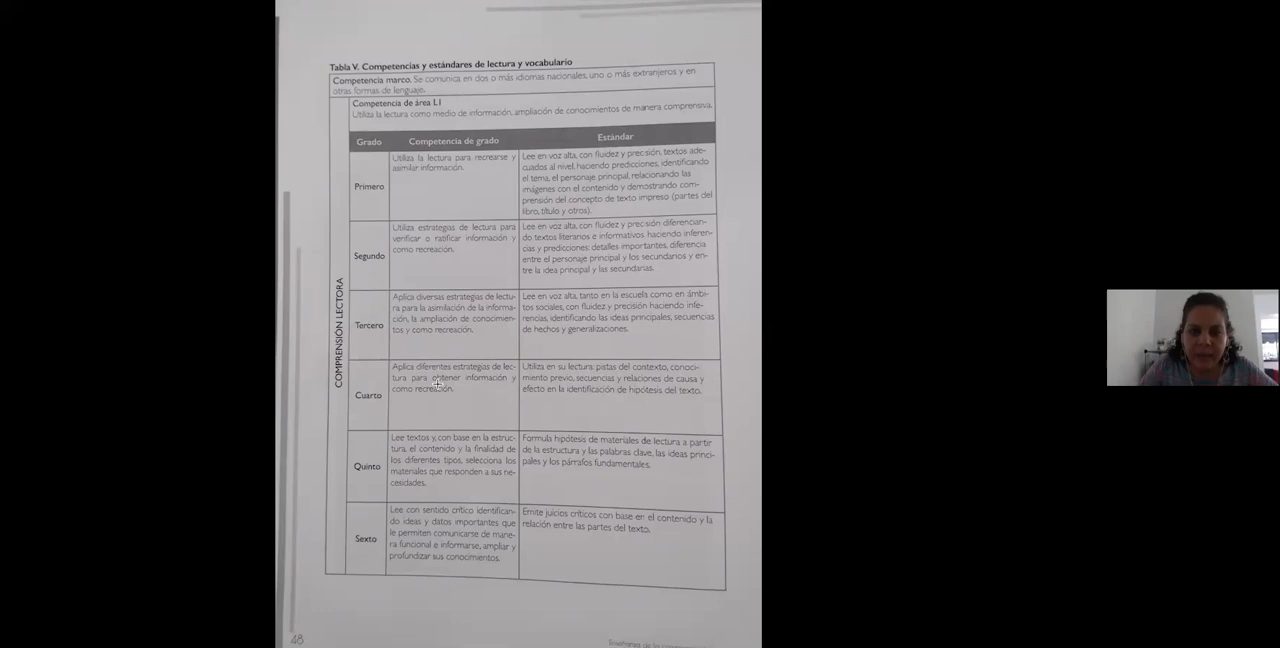 Tabla V. Competencias y estándares de lectura y vocabulario
Competencia marco. Se comunica en dos o más idiomas nacionales, uno o más extranjeros y en
otras formas de lenguaje.
COMPRENSIÓN LECTORA
Competencia de área L1
Utiliza la lectura como medio de información, ampliación de conocimientos de manera comprensiva.
Grado
Competencia de grado
Estándar
Primero
Utiliza la lectura para recrearse y
asimilar información.
Lee en voz alta, con fluidez y precisión, textos ade-
cuados al nivel, haciendo predicciones, identificando
el tema, el personaje principal, relacionando las
imágenes con el contenido y demostrando com-
prensión del concepto de texto impreso (partes del
libro, título y otros).
Segundo
Utiliza estrategias de lectura para
verificar o ratificar información y
como recreación.
Lee en voz alta, con fluidez y precisión diferencian-
do textos literarios e informativos haciendo inferen-
cias y predicciones: detalles importantes, diferencia
entre el personaje principal y los secundarios y en-
tre la idea principal y las secundarias.
Tercero
Aplica diversas estrategias de lectu-
ra para la asimilación de la informa-
ción, la ampliación de conocimien-
tos y como recreación.
Lee en voz alta, tanto en la escuela como en ámbi-
tos sociales, con fluidez y precisión haciendo infe-
rencias, identificando las ideas principales, secuencias
de hechos y generalizaciones.
Cuarto
Aplica diferentes estrategias de lec-
tura para obtener información y
como recreación.
Utiliza en su lectura: pistas del contexto, conoci-
miento previo, secuencias y relaciones de causa y
efecto en la identificación de hipótesis del texto.
Quinto
Lee textos y, con base en la estruc-
tura, el contenido y la finalidad de
los diferentes tipos, selecciona los
materiales que responden a sus ne-
cesidades.
Formula hipótesis de materiales de lectura a partir
de la estructura y las palabras clave, las ideas princi-
pales y los párrafos fundamentales.
Sexto
Lee con sentido crítico identifican-
do ideas y datos importantes que
le permiten comunicarse de mane-
ra funcional e informarse, ampliar y
profundizar sus conocimientos.
Emite juicios críticos con base en el contenido y la
relación entre las partes del texto.
48